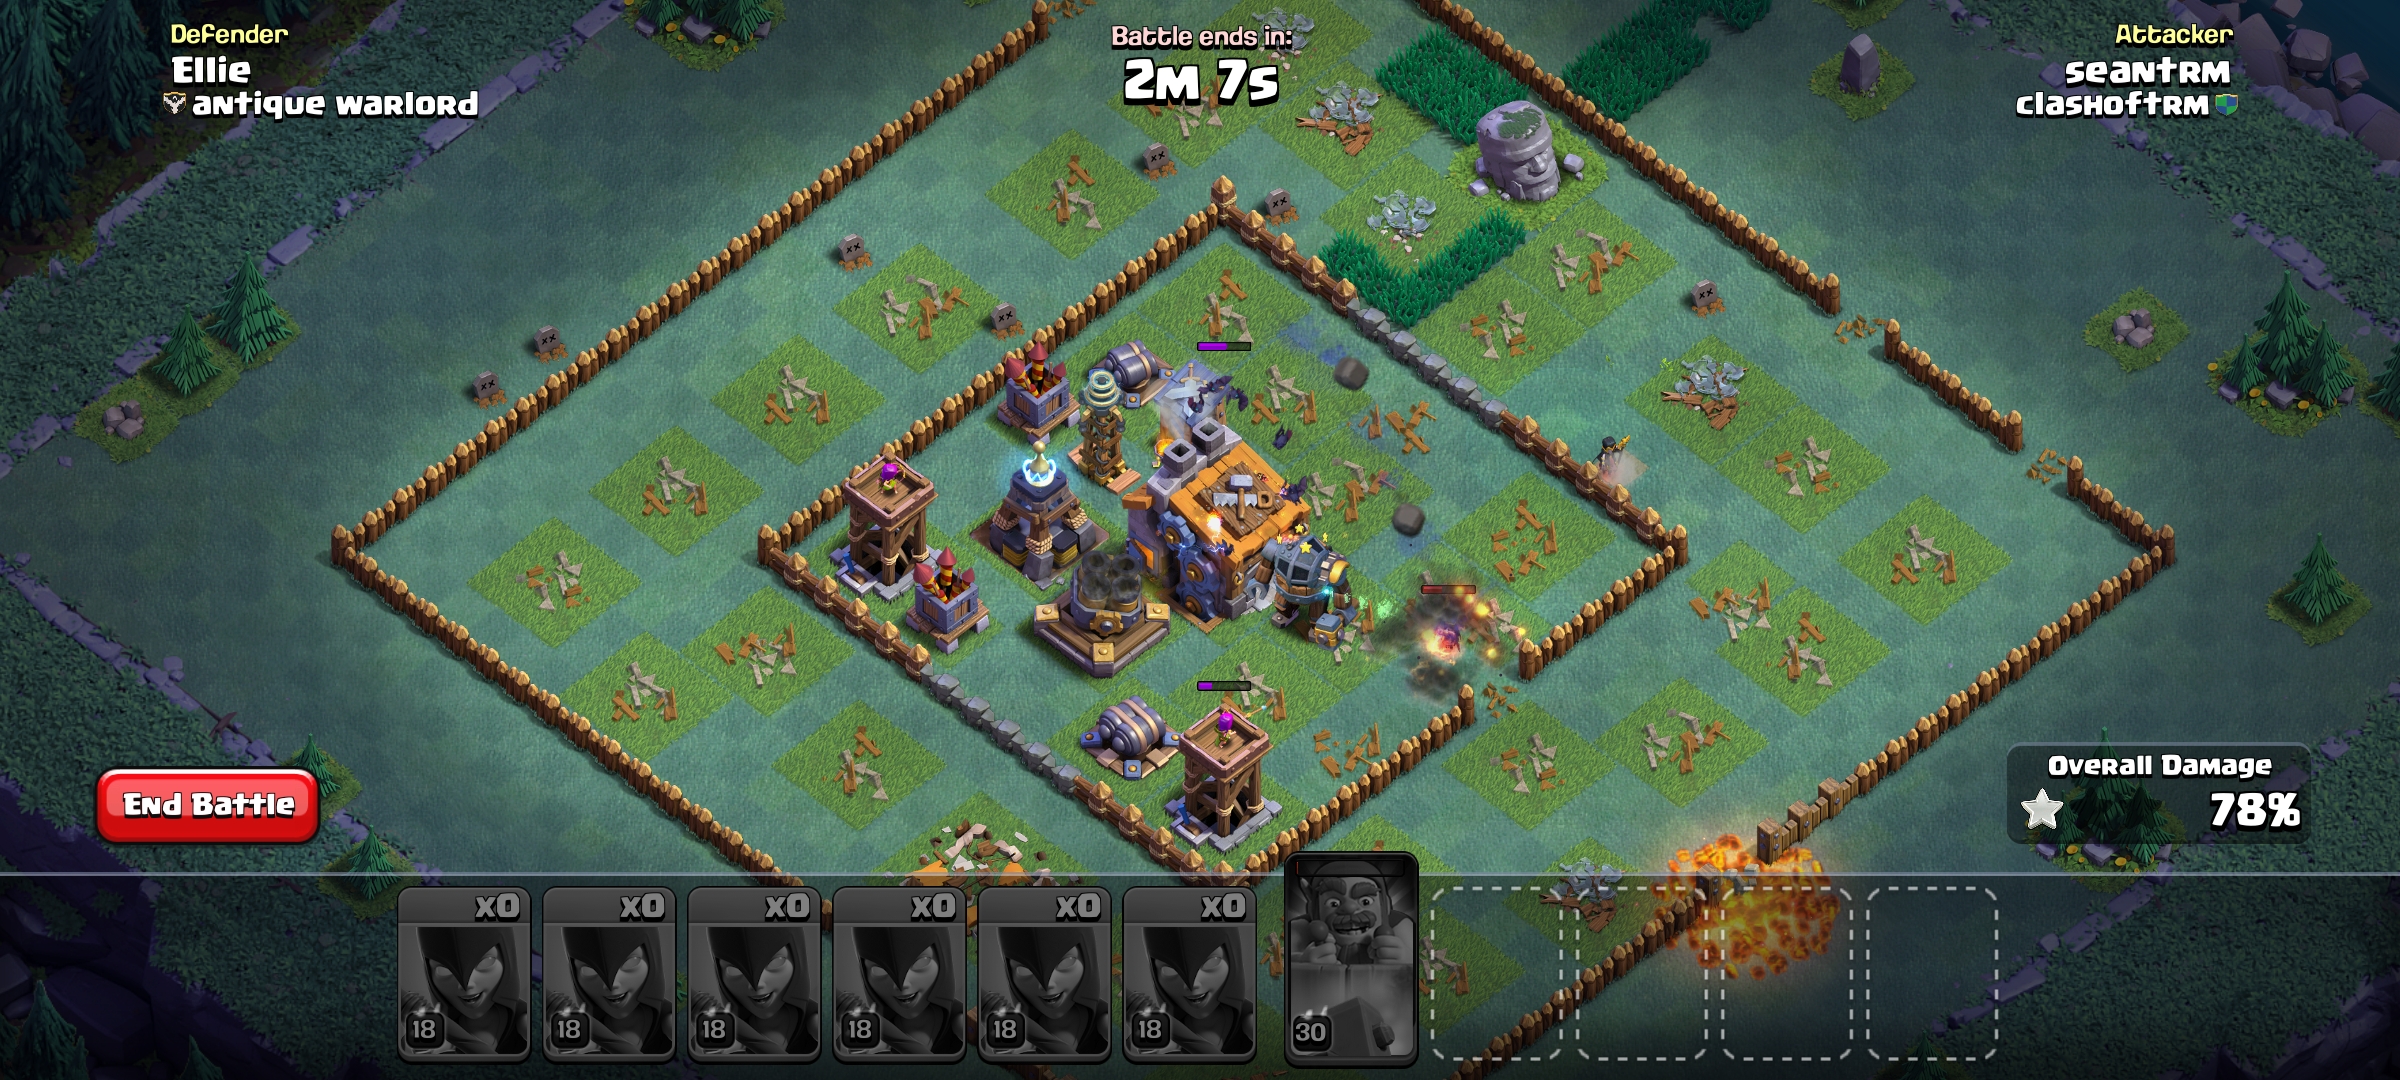 Defender
Ellie
antique warlord
Battle ends in:
2m 7s
Attacker
seantrm
clashoftrm
End Battle
Overall Damage
78%
x0
x0
x0
x0
x0
x0
18
18
18
18
18
18
30